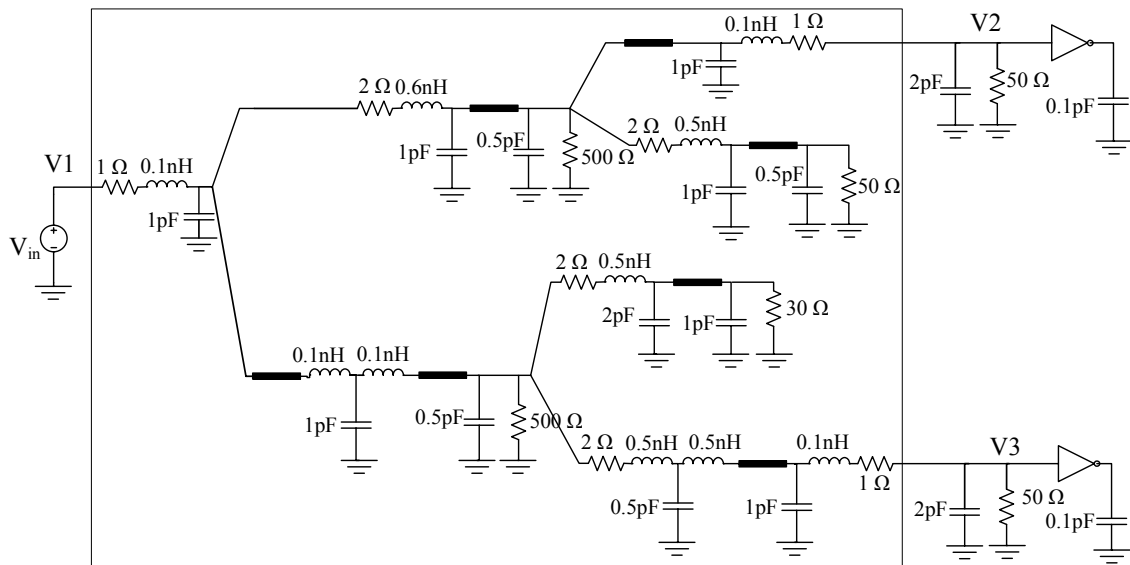 0.1nH
1 Ω
V2
1pF
2pF
50 Ω
0.1pF
2 Ω
0.6nH
1pF
0.5pF
500 Ω
2 Ω
0.5nH
1pF
0.5pF
50 Ω
V1
1 Ω
0.1nH
1pF
Vin
2 Ω
0.5nH
2pF
1pF
30 Ω
0.1nH
0.1nH
1pF
0.5pF
500 Ω
2 Ω
0.5nH
0.5nH
0.1nH
1 Ω
0.5pF
1pF
V3
2pF
50 Ω
0.1pF